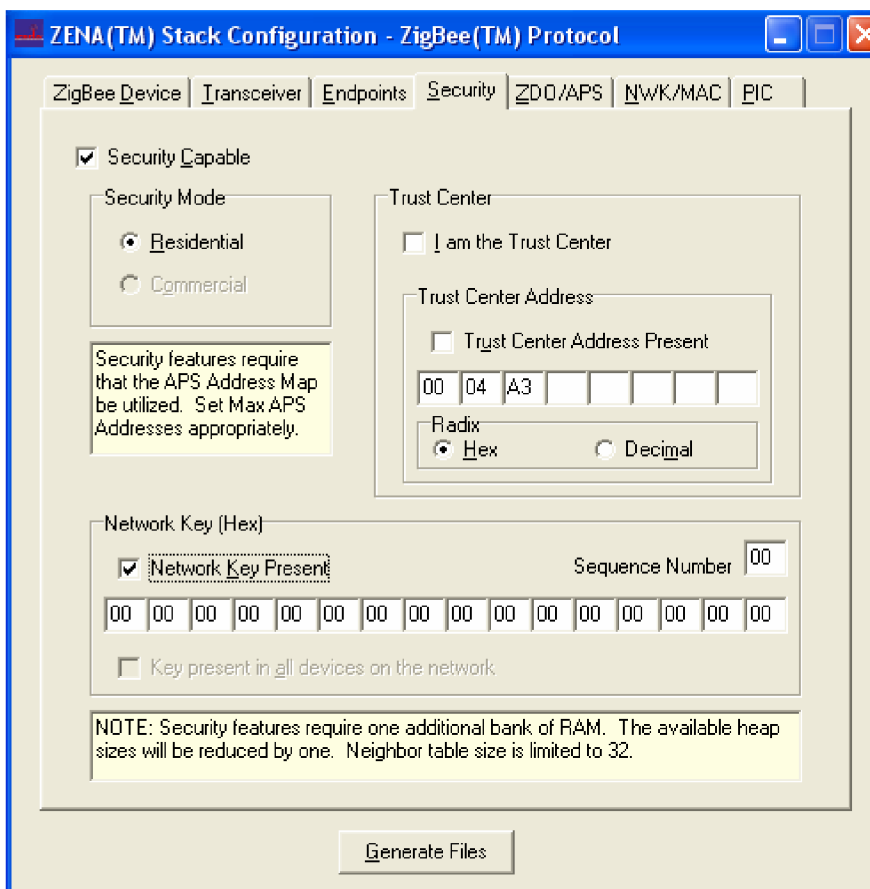 ZENA(TM) Stack Configuration - ZigBee(TM) Protocol
ZigBee Device Transceiver Endpoints Security ZDO/APS NWK/MAC PIC
Security Capable
Security Mode
Residential
Commercial
Security features require
that the APS Address Map
be utilized. Set Max APS
Addresses appropriately.
Trust Center
I am the Trust Center
Trust Center Address
Trust Center Address Present
00 04 A3
Radix
Hex Decimal
Network Key (Hex)
Network Key Present
Sequence Number 00
00 00 00 00 00 00 00 00 00 00 00 00 00 00 00 00
Key present in all devices on the network
NOTE: Security features require one additional bank of RAM. The available heap
sizes will be reduced by one. Neighbor table size is limited to 32.
Generate Files